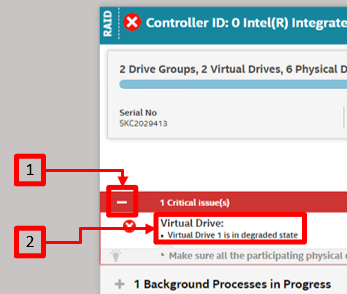 RAID
Controller ID: 0 Intel(R) Integrate
2 Drive Groups, 2 Virtual Drives, 6 Physical D
Serial No
SKC2029413
1
1 Critical issue(s)
2
Virtual Drive:
• Virtual Drive 1 is in degraded state
• Make sure all the participating physical
1 Background Processes in Progress